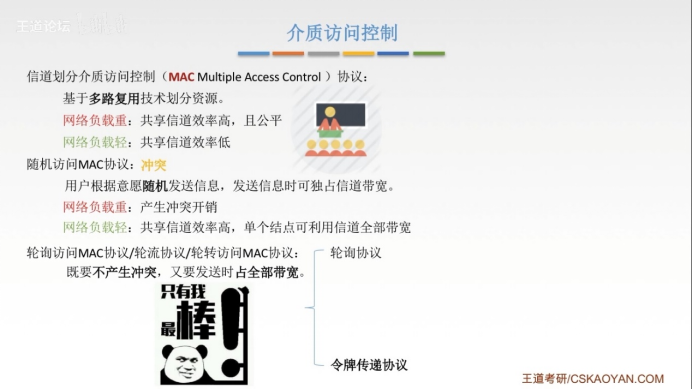 王道论坛
介质访问控制
信道划分介质访问控制（MAC Multiple Access Control ）协议：
基于多路复用技术划分资源。
网络负载重：共享信道效率高，且公平
网络负载轻：共享信道效率低
随机访问MAC协议：冲突
用户根据意愿随机发送信息，发送信息时可独占信道带宽。
网络负载重：产生冲突开销
网络负载轻：共享信道效率高，单个结点可利用信道全部带宽
轮询访问MAC协议/轮流协议/轮转访问MAC协议：
既要不产生冲突，又要发送时占全部带宽。
轮询协议
令牌传递协议
只有我
最棒!
王道考研/CSKAOYAN.COM